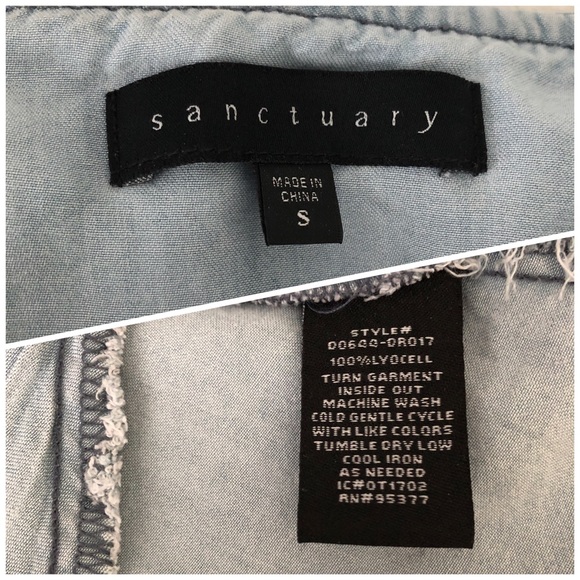 sanctuary
MADE IN
CHINA
S
STYLE#
D0644-DR017
100%LYOCELL
TURN GARMENT
INSIDE OUT
MACHINE WASH
COLD GENTLE CYCLE
WITH LIKE COLORS
TUMBLE DRY LOW
COOL IRON
AS NEEDED
IC#0T1702
RN#95377